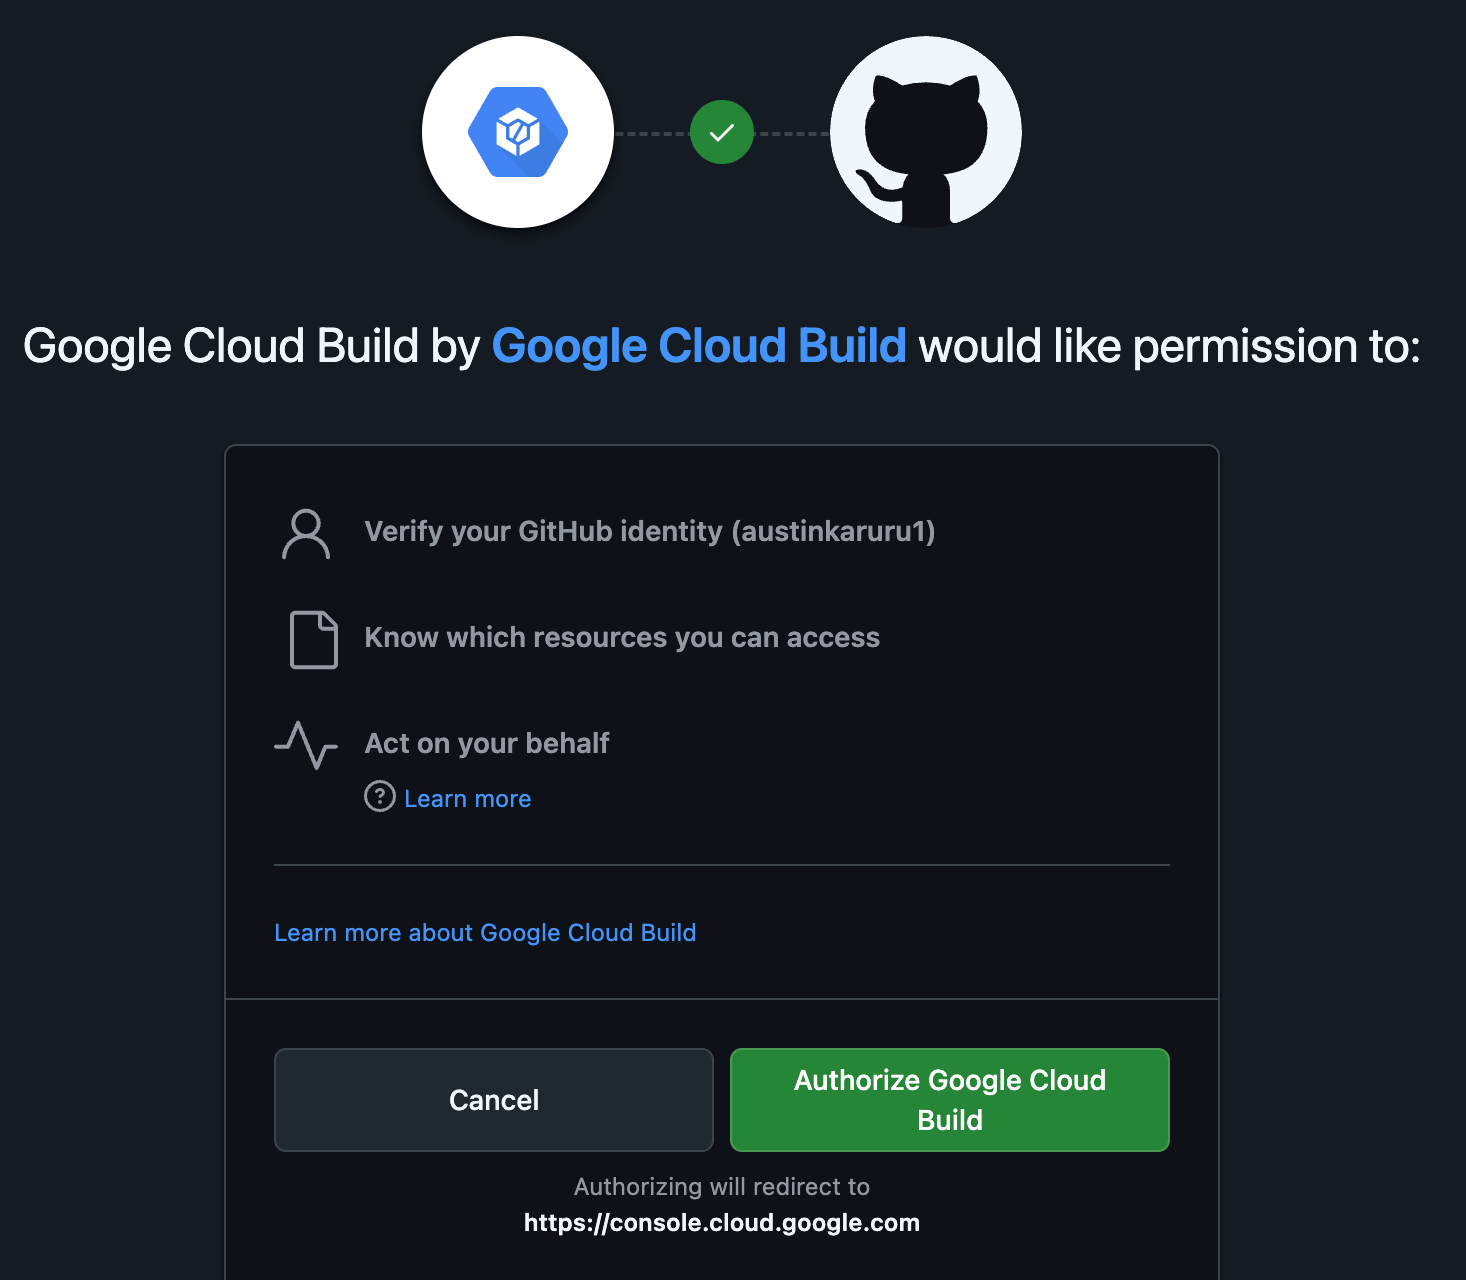 Google Cloud Build by Google Cloud Build would like permission to:
Verify your GitHub identity (austinkaruru1)
Know which resources you can access
Act on your behalf
Learn more
Learn more about Google Cloud Build
Cancel
Authorize Google Cloud
Build
Authorizing will redirect to
https://console.cloud.google.com